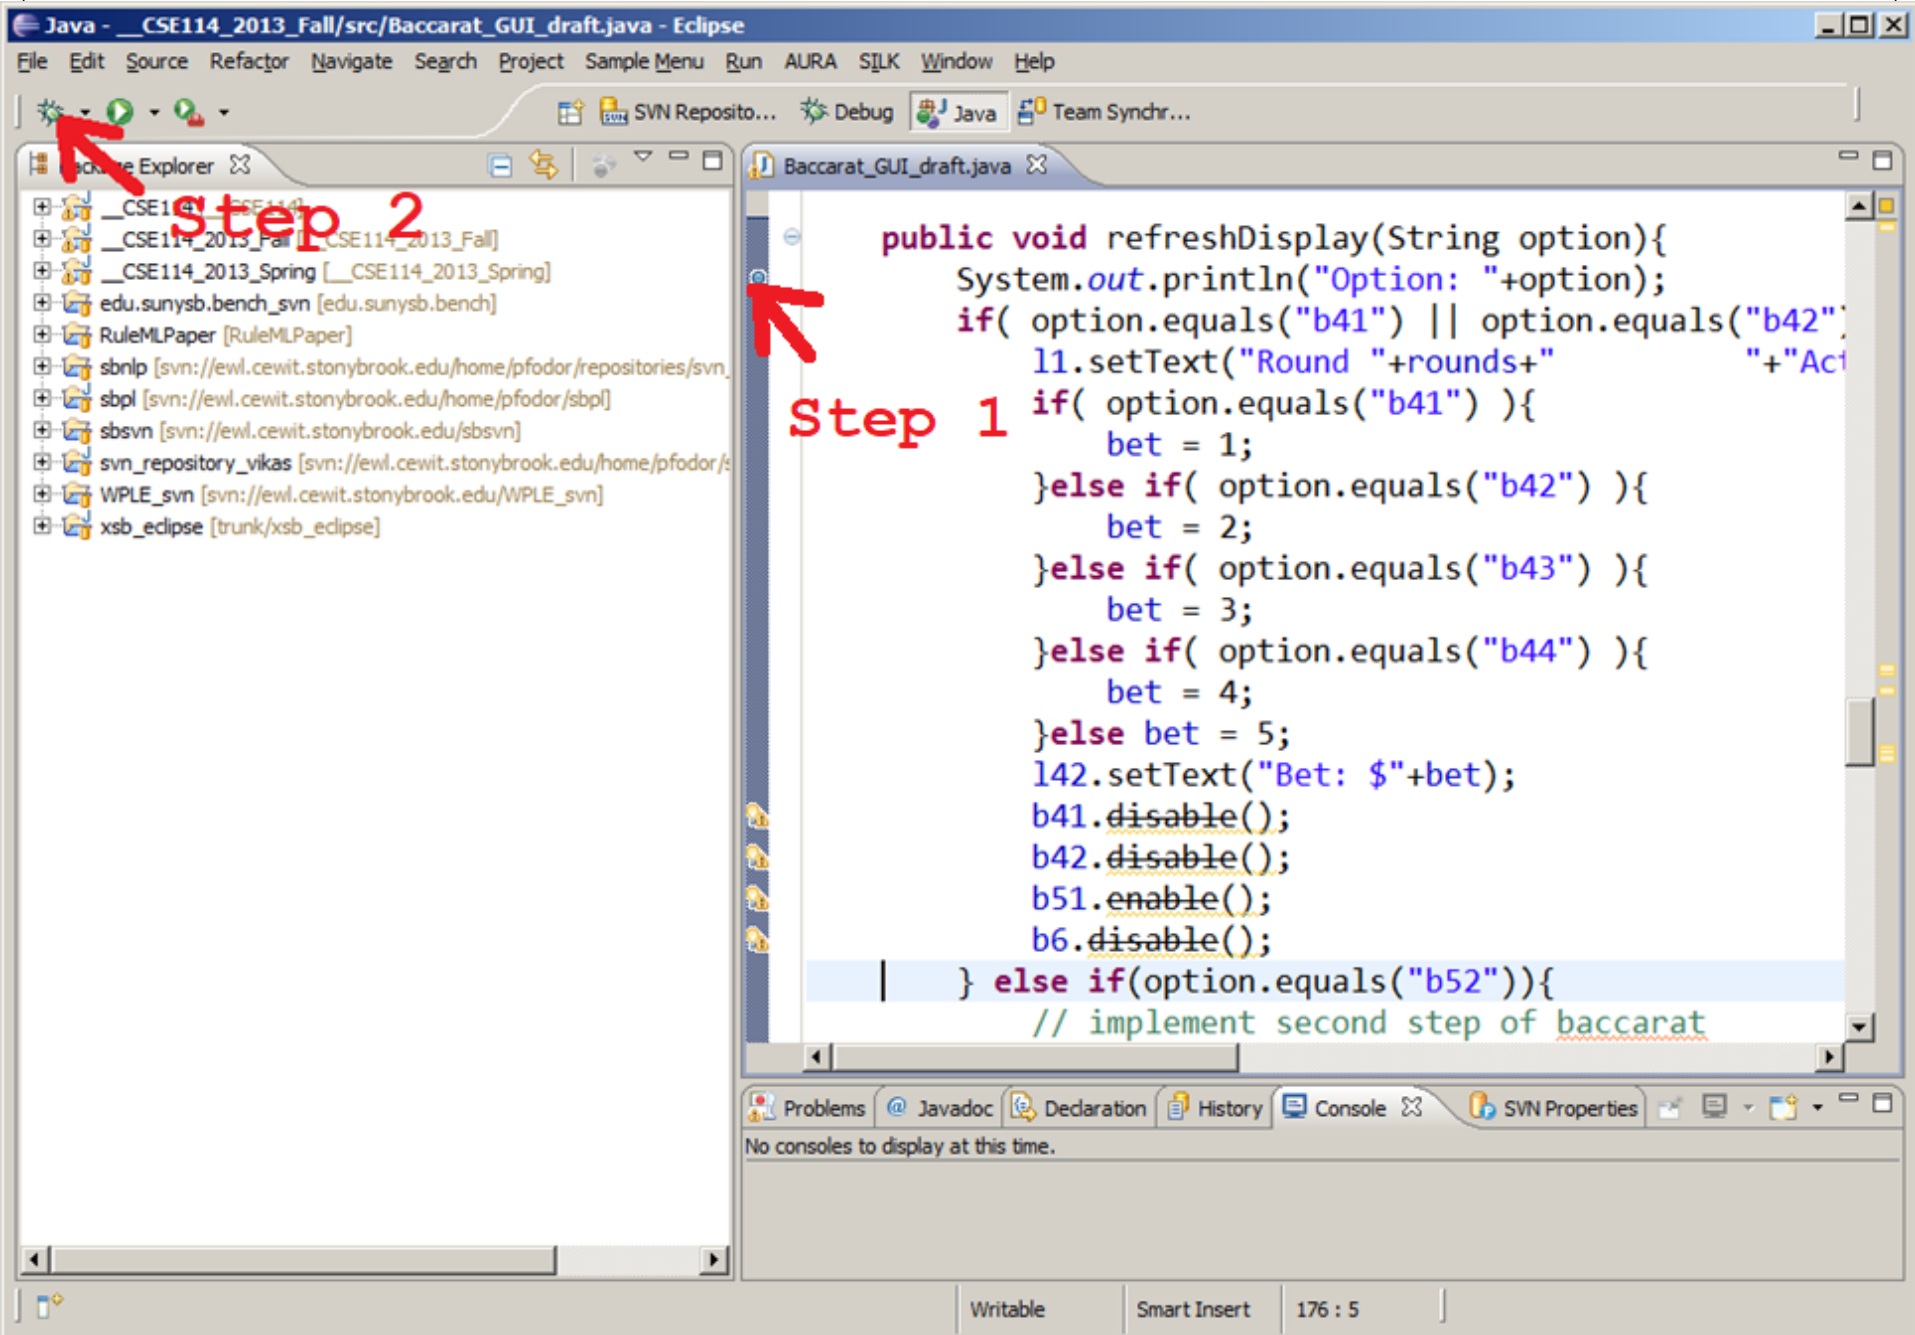 Java - __CSE114_2013_Fall/src/Baccarat_GUI_draft.java - Eclipse
File Edit Source Refactor Navigate Search Project Sample Menu Run AURA SILK Window Help
SVN Reposito... Debug Java Team Synchr...
Explorer
__CSE114
__CSE114_2013_Fall [__CSE114_2013_Fall]
__CSE114_2013_Spring [__CSE114_2013_Spring]
edu.sunysb.bench_svn [edu.sunysb.bench]
RuleMLPaper [RuleMLPaper]
sbnlp [svn://ewl.cewit.stonybrook.edu/home/pfodor/repositories/svn_
sbpl [svn://ewl.cewit.stonybrook.edu/home/pfodor/sbpl]
sbsvn [svn://ewl.cewit.stonybrook.edu/sbsvn]
svn_repository_vikas [svn://ewl.cewit.stonybrook.edu/home/pfodor/s
WPLE_svn [svn://ewl.cewit.stonybrook.edu/WPLE_svn]
xsb_eclipse [trunk/xsb_eclipse]
Step 2
Baccarat_GUI_draft.java
public void refreshDisplay(String option){
System.out.println("Option: "+option);
if( option.equals("b41") || option.equals("b42")
l1.setText("Round "+rounds+"          "+"Act
if( option.equals("b41") ){
bet = 1;
}else if( option.equals("b42") ){
bet = 2;
}else if( option.equals("b43") ){
bet = 3;
}else if( option.equals("b44") ){
bet = 4;
}else bet = 5;
l42.setText("Bet: $"+bet);
b41.disable();
b42.disable();
b51.enable();
b6.disable();
} else if(option.equals("b52")){
// implement second step of baccarat
Step 1
Problems @ Javadoc Declaration History Console SVN Properties
No consoles to display at this time.
Writable Smart Insert 176 : 5